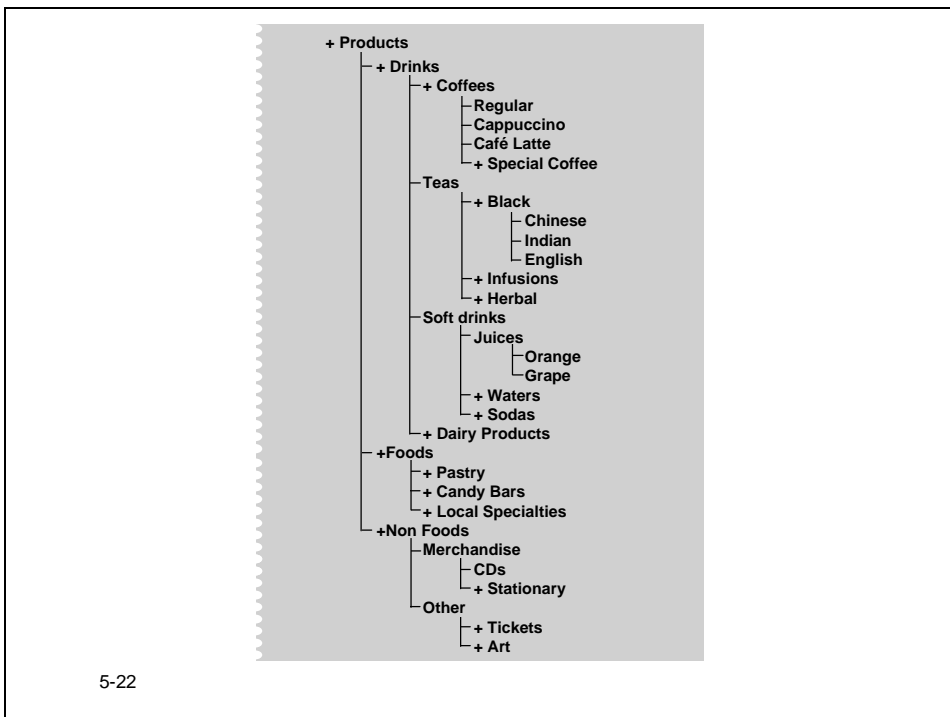 + Products
+ Drinks
+ Coffees
Regular
Cappuccino
Café Latte
+ Special Coffee
Teas
+ Black
Chinese
Indian
English
+ Infusions
+ Herbal
Soft drinks
Juices
Orange
Grape
+ Waters
+ Sodas
+ Dairy Products
+Foods
+ Pastry
+ Candy Bars
+ Local Specialties
+Non Foods
Merchandise
CDs
+ Stationary
Other
+ Tickets
+ Art
5-22